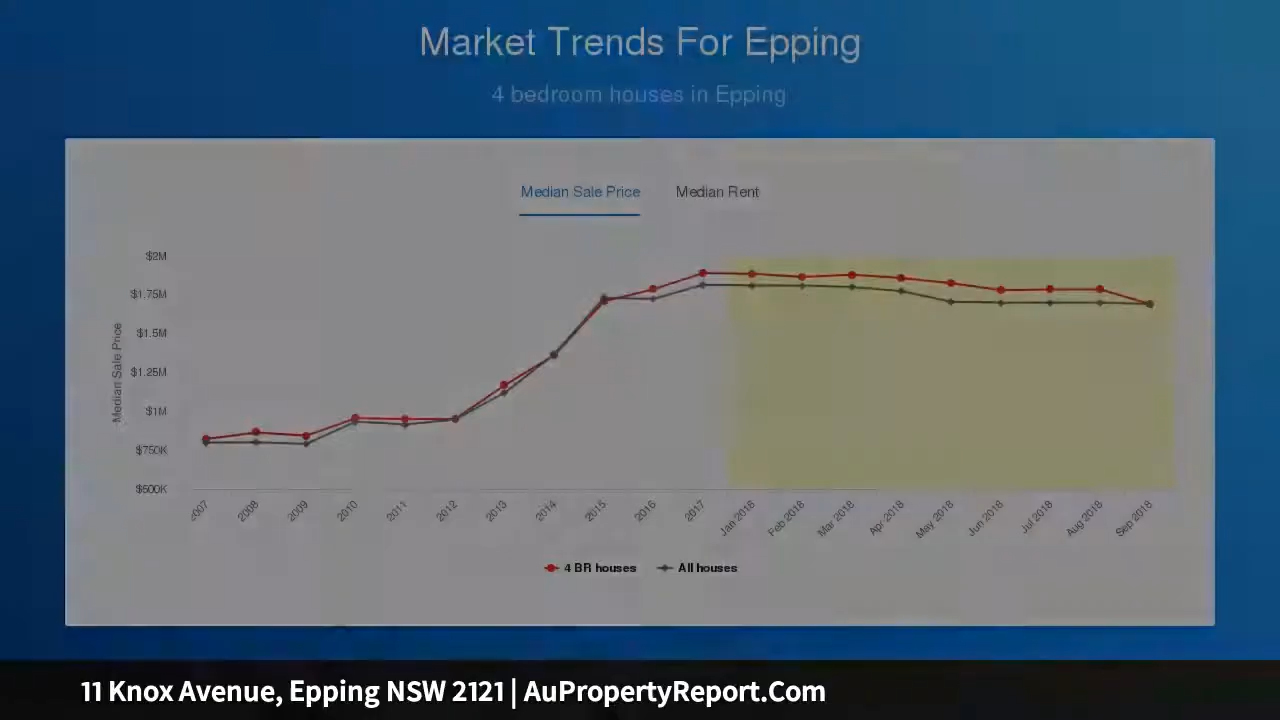 Market Trends For Epping
4 bedroom houses in Epping
Median Sale Price Median Rent
Median Sale Price
$2M
$1.75M
$1.5M
$1.25M
$1M
$750K
$500K
2007 2008 2009 2010 2011 2012 2013 2014 2015 2016 2017 Jan 2018 Feb 2018 Mar 2018 Apr 2018 May 2018 Jun 2018 Jul 2018 Aug 2018 Sep 2018
4 BR houses All houses
11 Knox Avenue, Epping NSW 2121 | AuPropertyReport.Com